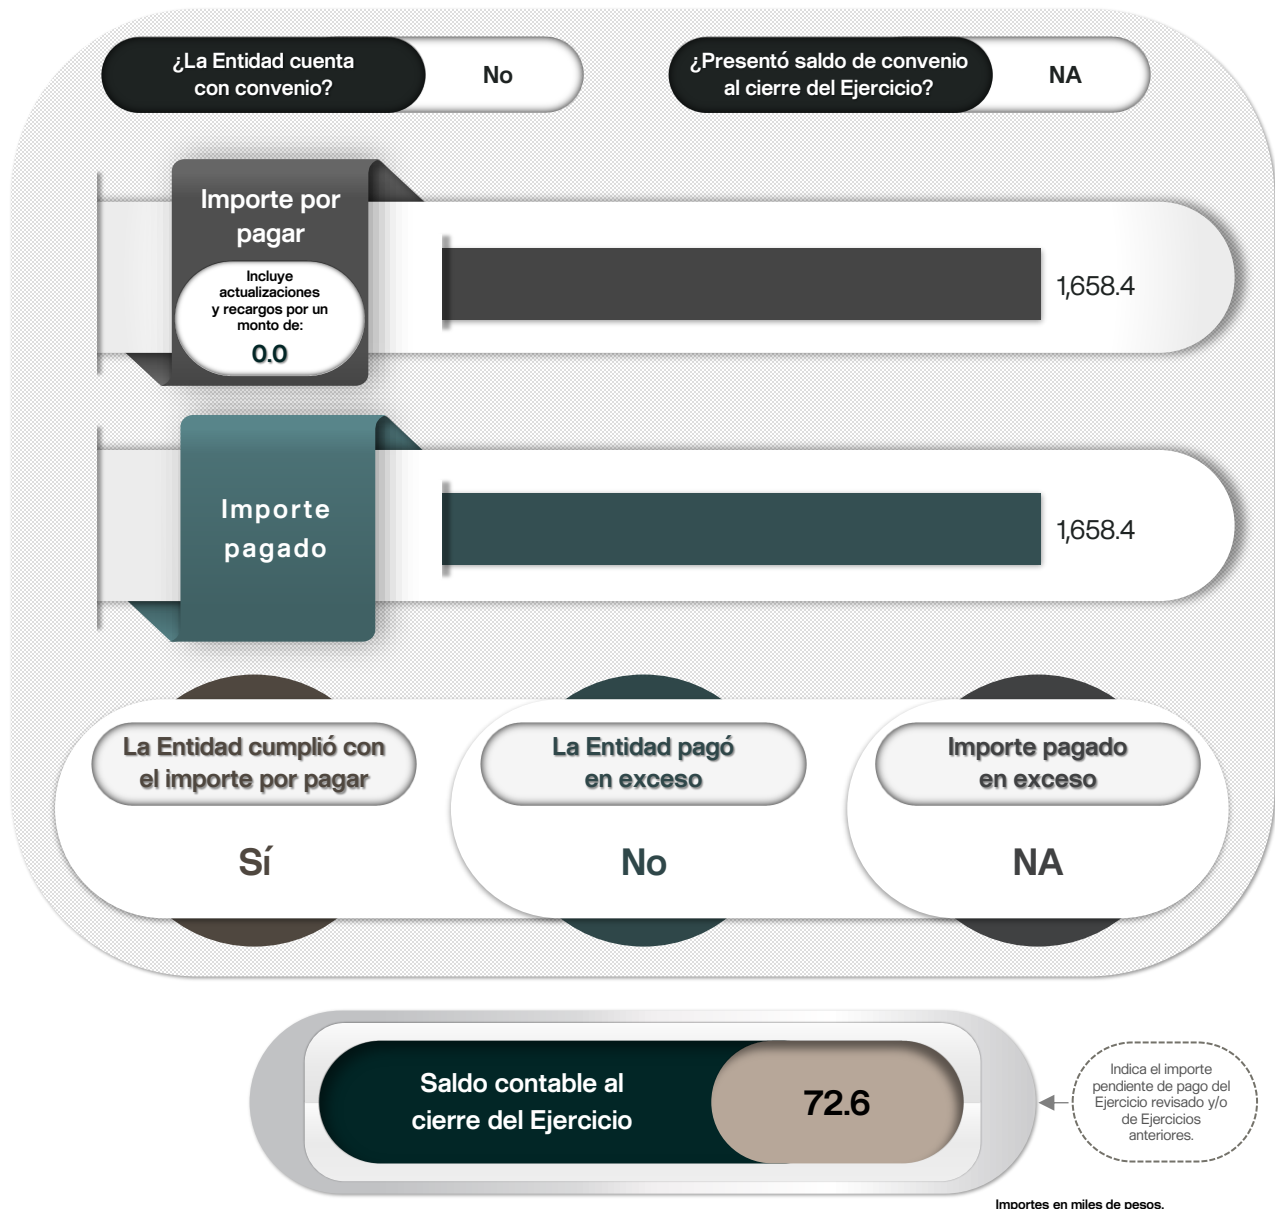 ¿La Entidad cuenta
con convenio?
No
¿Presentó saldo de convenio
al cierre del Ejercicio?
NA
Importe por
pagar
Incluye
actualizaciones
y recargos por un
monto de:
0.0
1,658.4
Importe
pagado
1,658.4
La Entidad cumplió con
el importe por pagar
Sí
La Entidad pagó
en exceso
No
Importe pagado
en exceso
NA
Saldo contable al
cierre del Ejercicio
72.6
Indica el importe
pendiente de pago del
Ejercicio revisado y/o
de Ejercicios
anteriores.
Importes en miles de pesos.